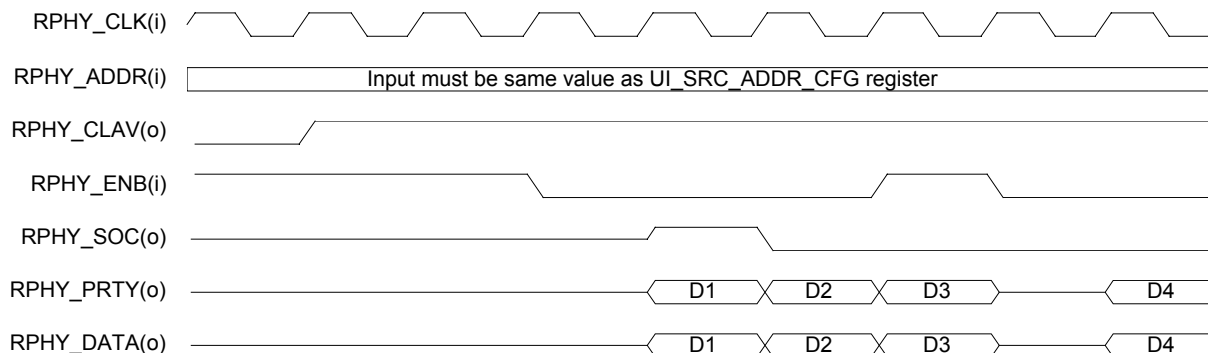 RPHY_CLK(i)
RPHY_ADDR(i) Input must be same value as UI_SRC_ADDR_CFG register
RPHY_CLAV(o)
RPHY_ENB(i)
RPHY_SOC(o)
RPHY_PRTY(o) D1 D2 D3 D4
RPHY_DATA(o) D1 D2 D3 D4